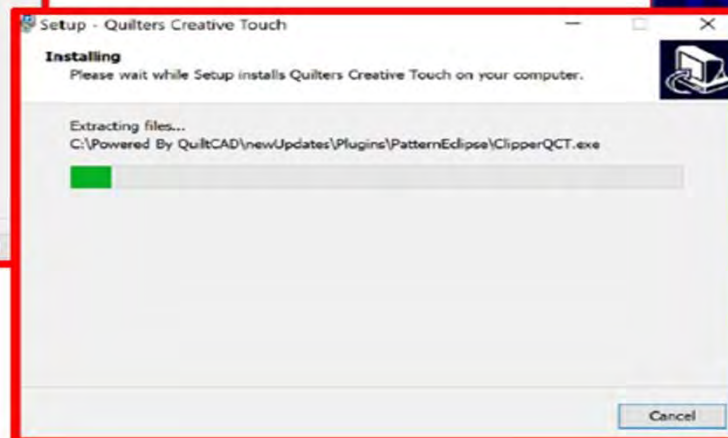 Setup - Quilters Creative Touch
Installing
Please wait while Setup installs Quilters Creative Touch on your computer.
Extracting files...
C:\Powered By QuiltCAD\newUpdates\Plugins\PatternEclipse\ClipperQCT.exe
Cancel